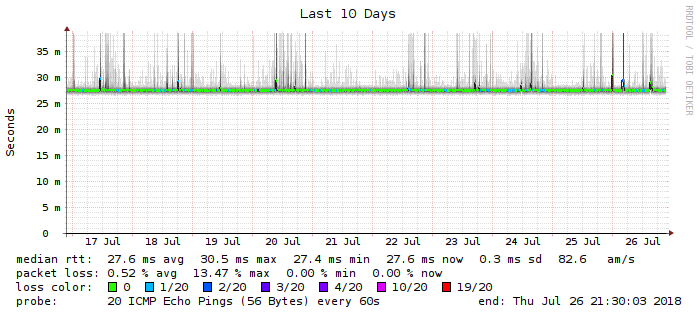 Last 10 Days
RRDTOOL / TOBI OETIKER
Seconds
35 m
30 m
25 m
20 m
15 m
10 m
5 m
0
17 Jul 18 Jul 19 Jul 20 Jul 21 Jul 22 Jul 23 Jul 24 Jul 25 Jul 26 Jul
median rtt: 27.6 ms avg 30.5 ms max 27.4 ms min 27.6 ms now 0.3 ms sd 82.6 am/s
packet loss: 0.52 % avg 13.47 % max 0.00 % min 0.00 % now
loss color: 0 1/20 2/20 3/20 4/20 10/20 19/20
probe: 20 ICMP Echo Pings (56 Bytes) every 60s end: Thu Jul 26 21:30:03 2018